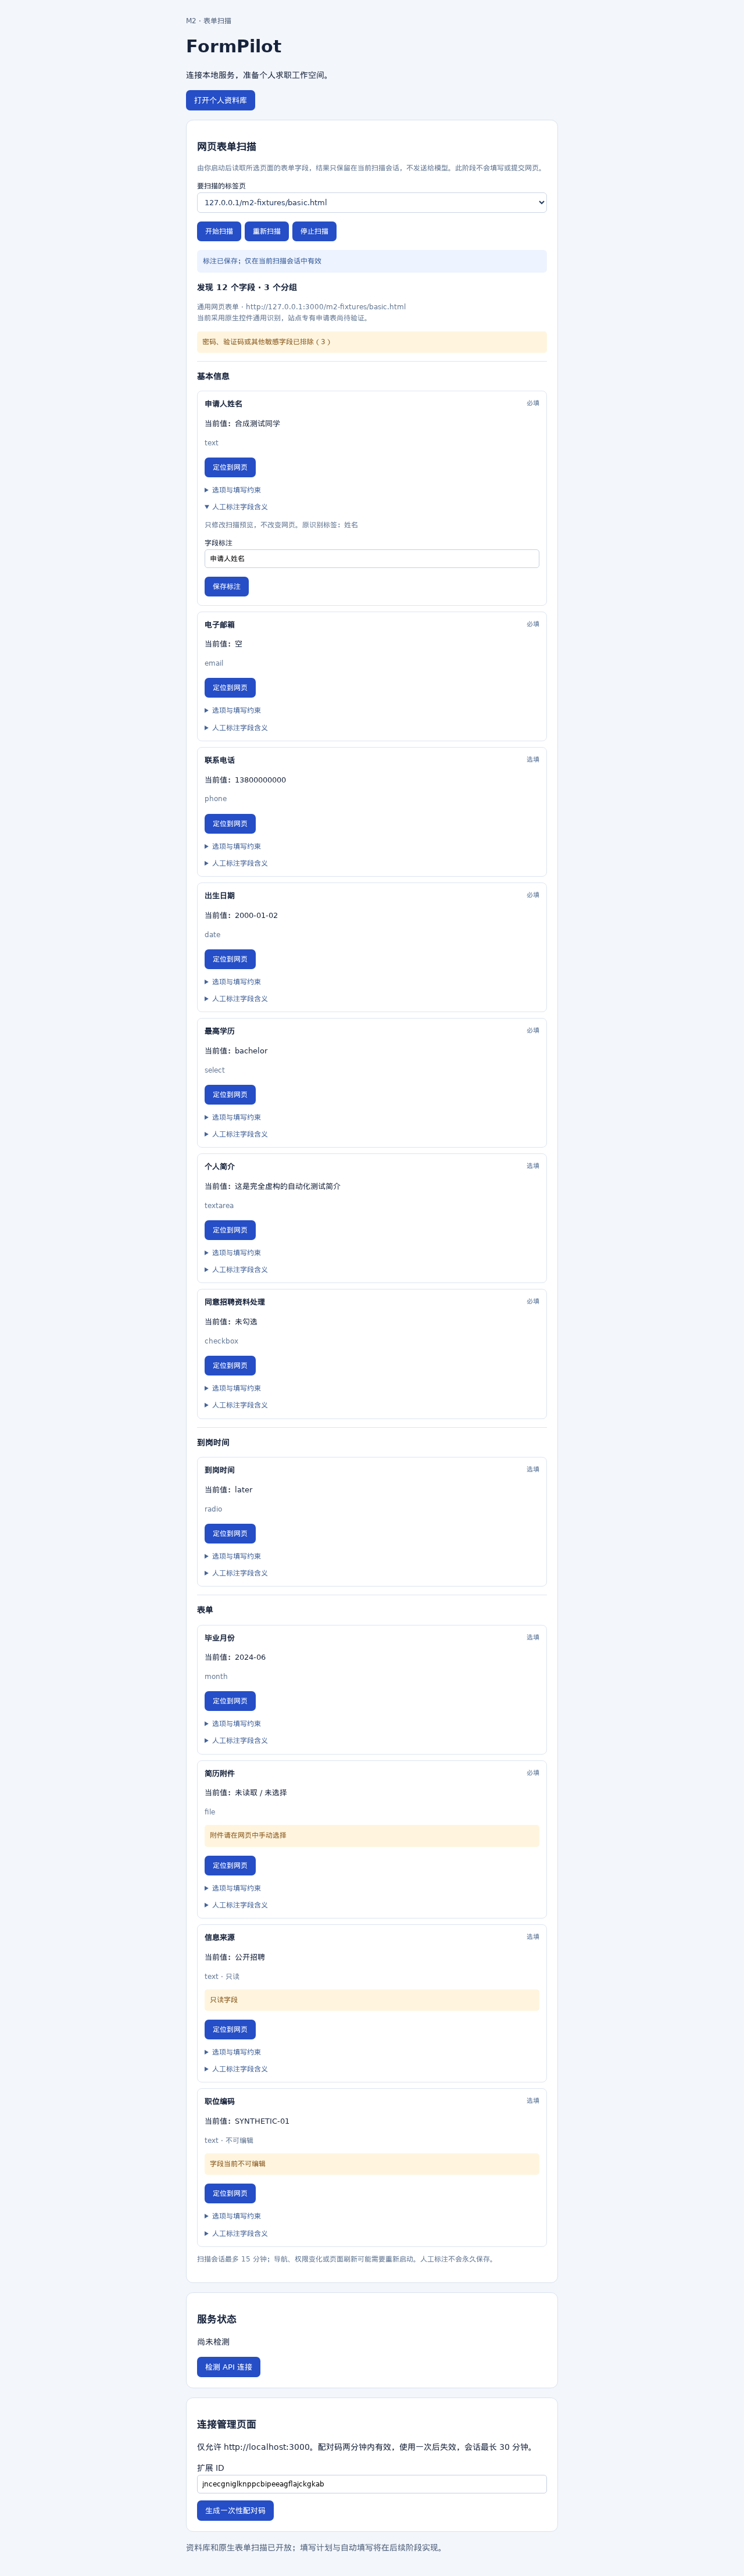 M2 · 表单扫描
FormPilot
连接本地服务，准备个人求职工作空间。
打开个人资料库
网页表单扫描
由你启动后读取所选页面的表单字段，结果只保留在当前扫描会话，不发送给模型。此阶段不会填写或提交网页。
要扫描的标签页
127.0.0.1/m2-fixtures/basic.html
开始扫描 重新扫描 停止扫描
标注已保存；仅在当前扫描会话中有效
发现 12 个字段 · 3 个分组
通用网页表单 · http://127.0.0.1:3000/m2-fixtures/basic.html
当前采用原生控件通用识别，站点专有申请表尚待验证。
密码、验证码或其他敏感字段已排除（3）
基本信息
申请人姓名 必填
当前值：合成测试同学
text
定位到网页
选项与填写约束
人工标注字段含义
只修改扫描预览，不改变网页。原识别标签：姓名
字段标注
申请人姓名
保存标注
电子邮箱 必填
当前值：空
email
定位到网页
选项与填写约束
人工标注字段含义
联系电话 选填
当前值：13800000000
phone
定位到网页
选项与填写约束
人工标注字段含义
出生日期 必填
当前值：2000-01-02
date
定位到网页
选项与填写约束
人工标注字段含义
最高学历 必填
当前值：bachelor
select
定位到网页
选项与填写约束
人工标注字段含义
个人简介 选填
当前值：这是完全虚构的自动化测试简介
textarea
定位到网页
选项与填写约束
人工标注字段含义
同意招聘资料处理 必填
当前值：未勾选
checkbox
定位到网页
选项与填写约束
人工标注字段含义
到岗时间
到岗时间 选填
当前值：later
radio
定位到网页
选项与填写约束
人工标注字段含义
表单
毕业月份 选填
当前值：2024-06
month
定位到网页
选项与填写约束
人工标注字段含义
简历附件 必填
当前值：未读取 / 未选择
file
附件请在网页中手动选择
定位到网页
选项与填写约束
人工标注字段含义
信息来源 选填
当前值：公开招聘
text · 只读
只读字段
定位到网页
选项与填写约束
人工标注字段含义
职位编码 选填
当前值：SYNTHETIC-01
text · 不可编辑
字段当前不可编辑
定位到网页
选项与填写约束
人工标注字段含义
扫描会话最多 15 分钟；导航、权限变化或页面刷新可能需要重新启动。人工标注不会永久保存。
服务状态
尚未检测
检测 API 连接
连接管理页面
仅允许 http://localhost:3000。配对码两分钟内有效，使用一次后失效，会话最长 30 分钟。
扩展 ID
jncecgniglknppcbipeeagflajckgkab
生成一次性配对码
资料库和原生表单扫描已开放；填写计划与自动填写将在后续阶段实现。